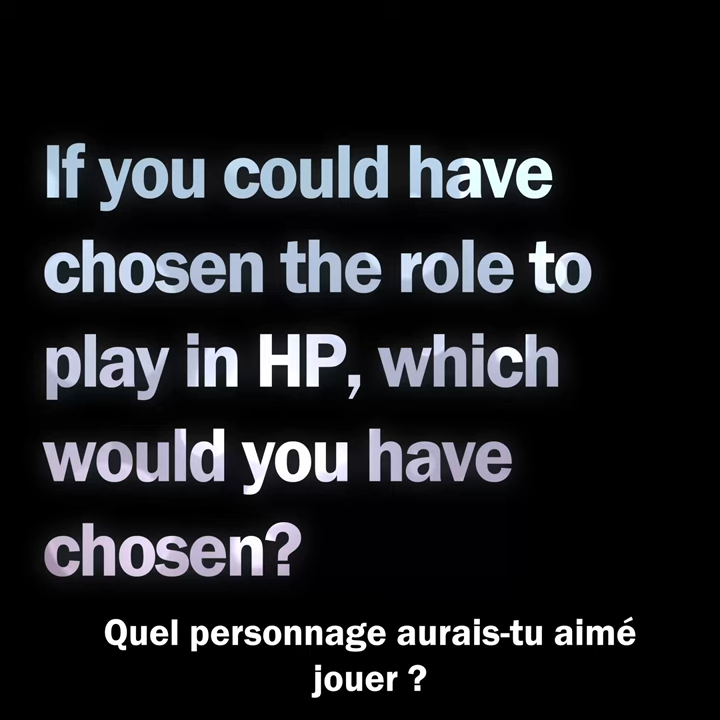 If you could have
chosen the role to
play in HP, which
would you have
chosen?
Quel personnage aurais-tu aimé
jouer ?